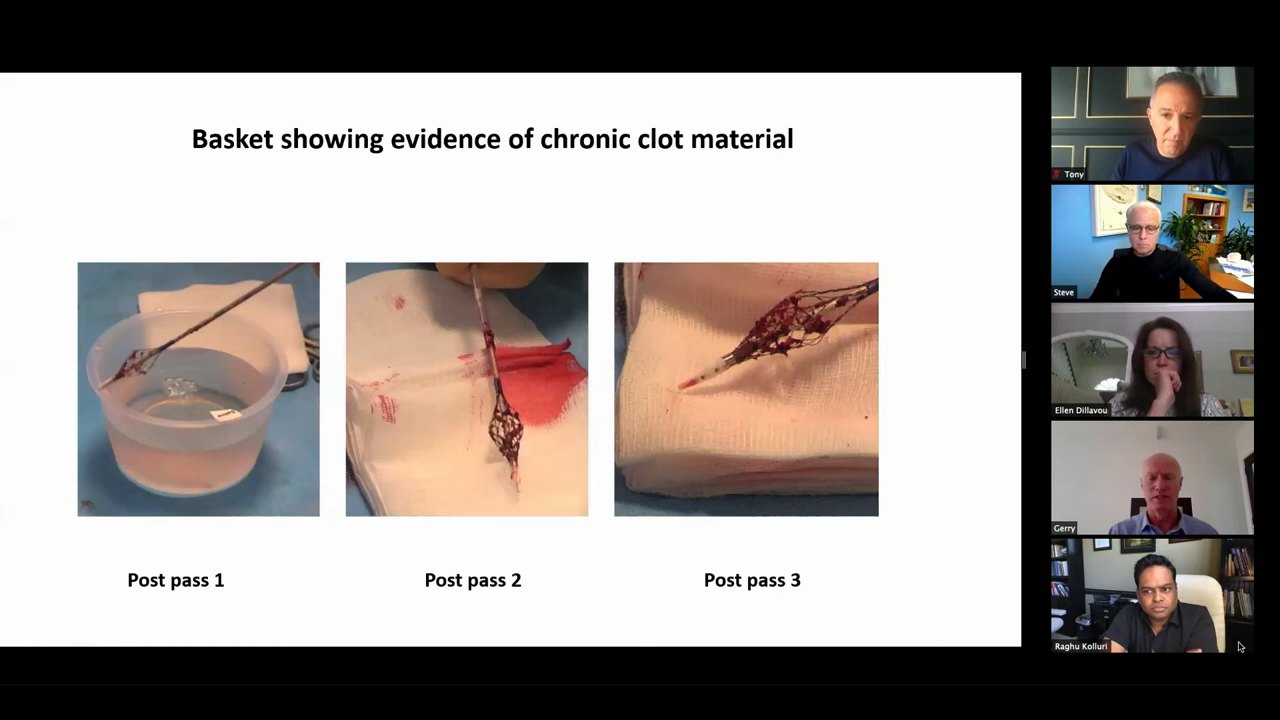 Basket showing evidence of chronic clot material
Post pass 1
Post pass 2
Post pass 3
Tony
Steve
Ellen Dillavou
Gerry
Raghu Kolluri